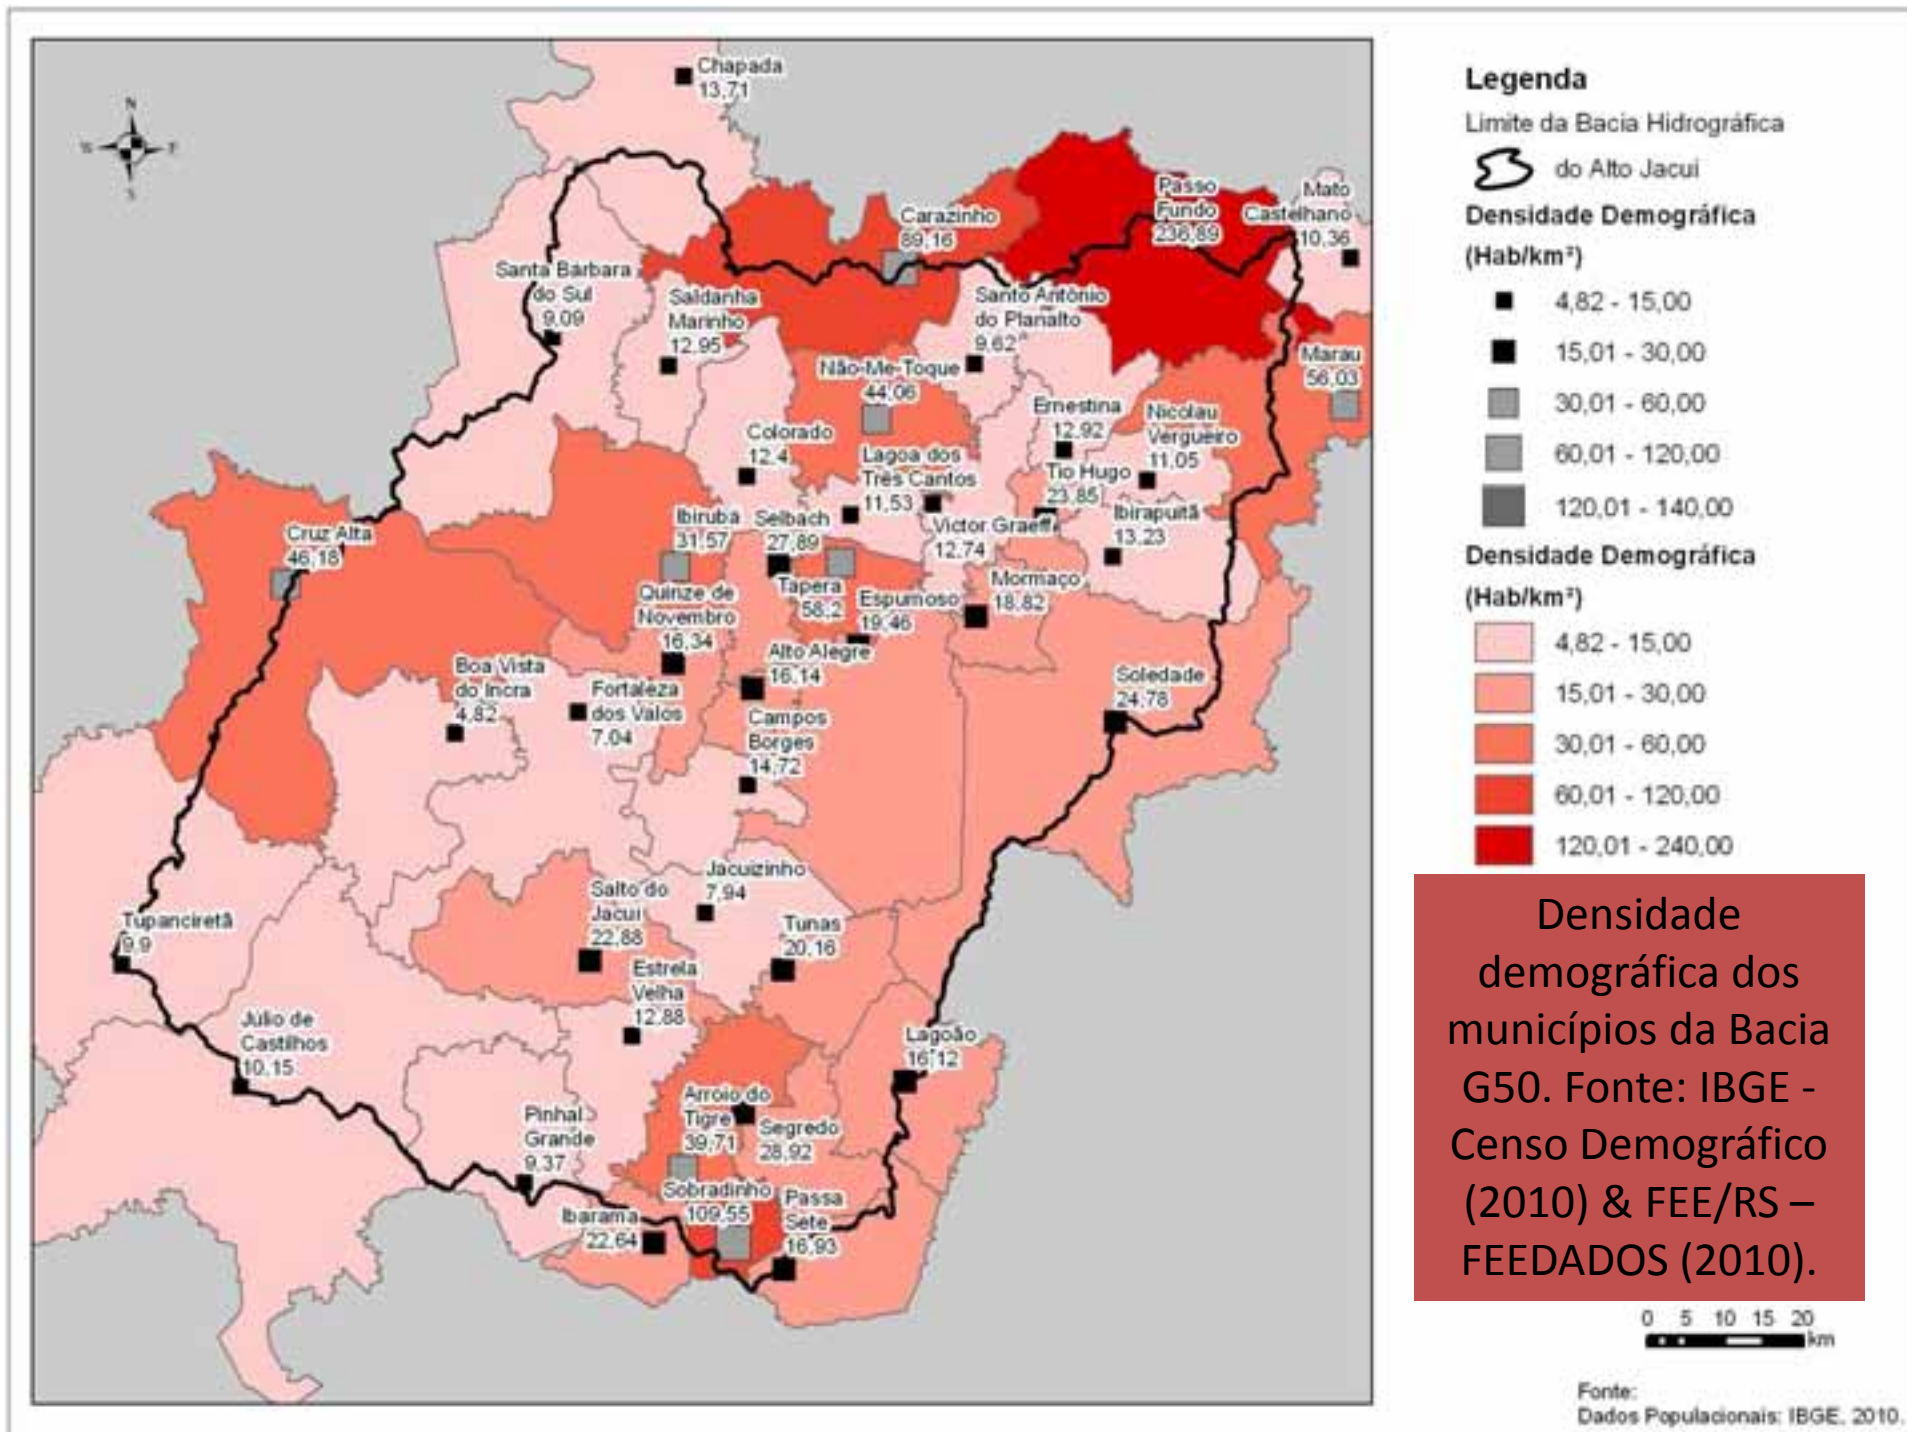 N
W
E
S
Chapada
13,71
Passo
Fundo
236,89
Mato
Castelhano
10,36
Carazinho
89,16
Santa Bárbara
do Sul
9,09
Saldanha
Marinho
12,95
Santo Antônio
do Planalto
9,62
Não-Me-Toque
44,06
Marau
56,03
Ernestina
12,92
Nicolau
Vergueiro
11,05
Colorado
12,4
Lagoa dos
Três Cantos
11,53
Tio Hugo
23,85
Cruz Alta
46,18
Ibirubá
31,57
Selbach
27,89
Victor Graeff
12,74
Ibirapuitã
13,23
Quinze de
Novembro
16,34
Tapera
58,2
Espumoso
19,46
Mormaço
18,82
Alto Alegre
16,14
Boa Vista
do Incra
4,82
Fortaleza
dos Valos
7,04
Soledade
24,78
Campos
Borges
14,72
Jacuizinho
7,94
Salto do
Jacuí
22,88
Tunas
20,16
Tupanciretã
9,9
Estrela
Velha
12,88
Júlio de
Castilhos
10,15
Lagoão
16,12
Pinhal
Grande
9,37
Arroio do
Tigre
39,71
Segredo
28,92
Sobradinho
109,55
Passa
Sete
16,93
Ibarama
22,64
Legenda
Limite da Bacia Hidrográfica
do Alto Jacuí
Densidade Demográfica
(Hab/km²)
4,82 - 15,00
15,01 - 30,00
30,01 - 60,00
60,01 - 120,00
120,01 - 140,00
Densidade Demográfica
(Hab/km²)
4,82 - 15,00
15,01 - 30,00
30,01 - 60,00
60,01 - 120,00
120,01 - 240,00
Densidade
demográfica dos
municípios da Bacia
G50. Fonte: IBGE -
Censo Demográfico
(2010) & FEE/RS –
FEEDADOS (2010).
0 5 10 15 20
km
Fonte:
Dados Populacionais: IBGE, 2010.